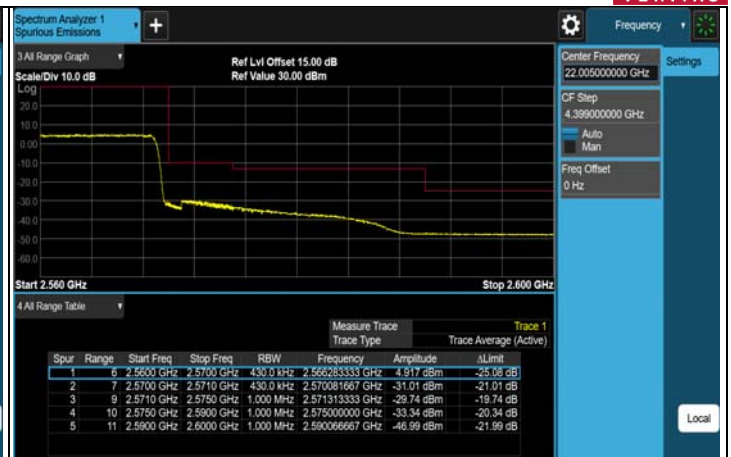 Spectrum Analyzer 1
Spurious Emissions
+
Frequency
3 All Range Graph
Scale/Div 10.0 dB
Ref Lvl Offset 15.00 dB
Ref Value 30.00 dBm
Log
20.0
10.0
0.00
-10.0
-20.0
-30.0
-40.0
-50.0
-60.0
Start 2.560 GHz
Stop 2.600 GHz
Center Frequency
22.005000000 GHz
Settings
CF Step
4.399000000 GHz
Auto
Man
Freq Offset
0 Hz
4 All Range Table
Measure Trace Trace 1
Trace Type Trace Average (Active)
Spur Range Start Freq Stop Freq RBW Frequency Amplitude ΔLimit
1 6 2.5600 GHz 2.5700 GHz 430.0 kHz 2.566283333 GHz 4.917 dBm -25.08 dB
2 7 2.5700 GHz 2.5710 GHz 430.0 kHz 2.570081667 GHz -31.01 dBm -21.01 dB
3 9 2.5710 GHz 2.5750 GHz 1.000 MHz 2.571313333 GHz -29.74 dBm -19.74 dB
4 10 2.5750 GHz 2.5900 GHz 1.000 MHz 2.575000000 GHz -33.34 dBm -20.34 dB
5 11 2.5900 GHz 2.6000 GHz 1.000 MHz 2.590066667 GHz -46.99 dBm -21.99 dB
Local